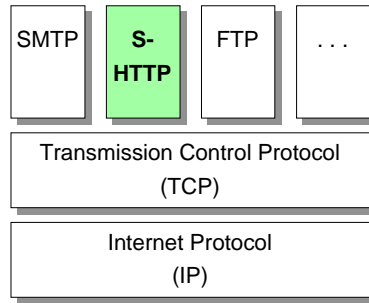 SMTP
S-
HTTP
FTP
. . .
Transmission Control Protocol
(TCP)
Internet Protocol
(IP)